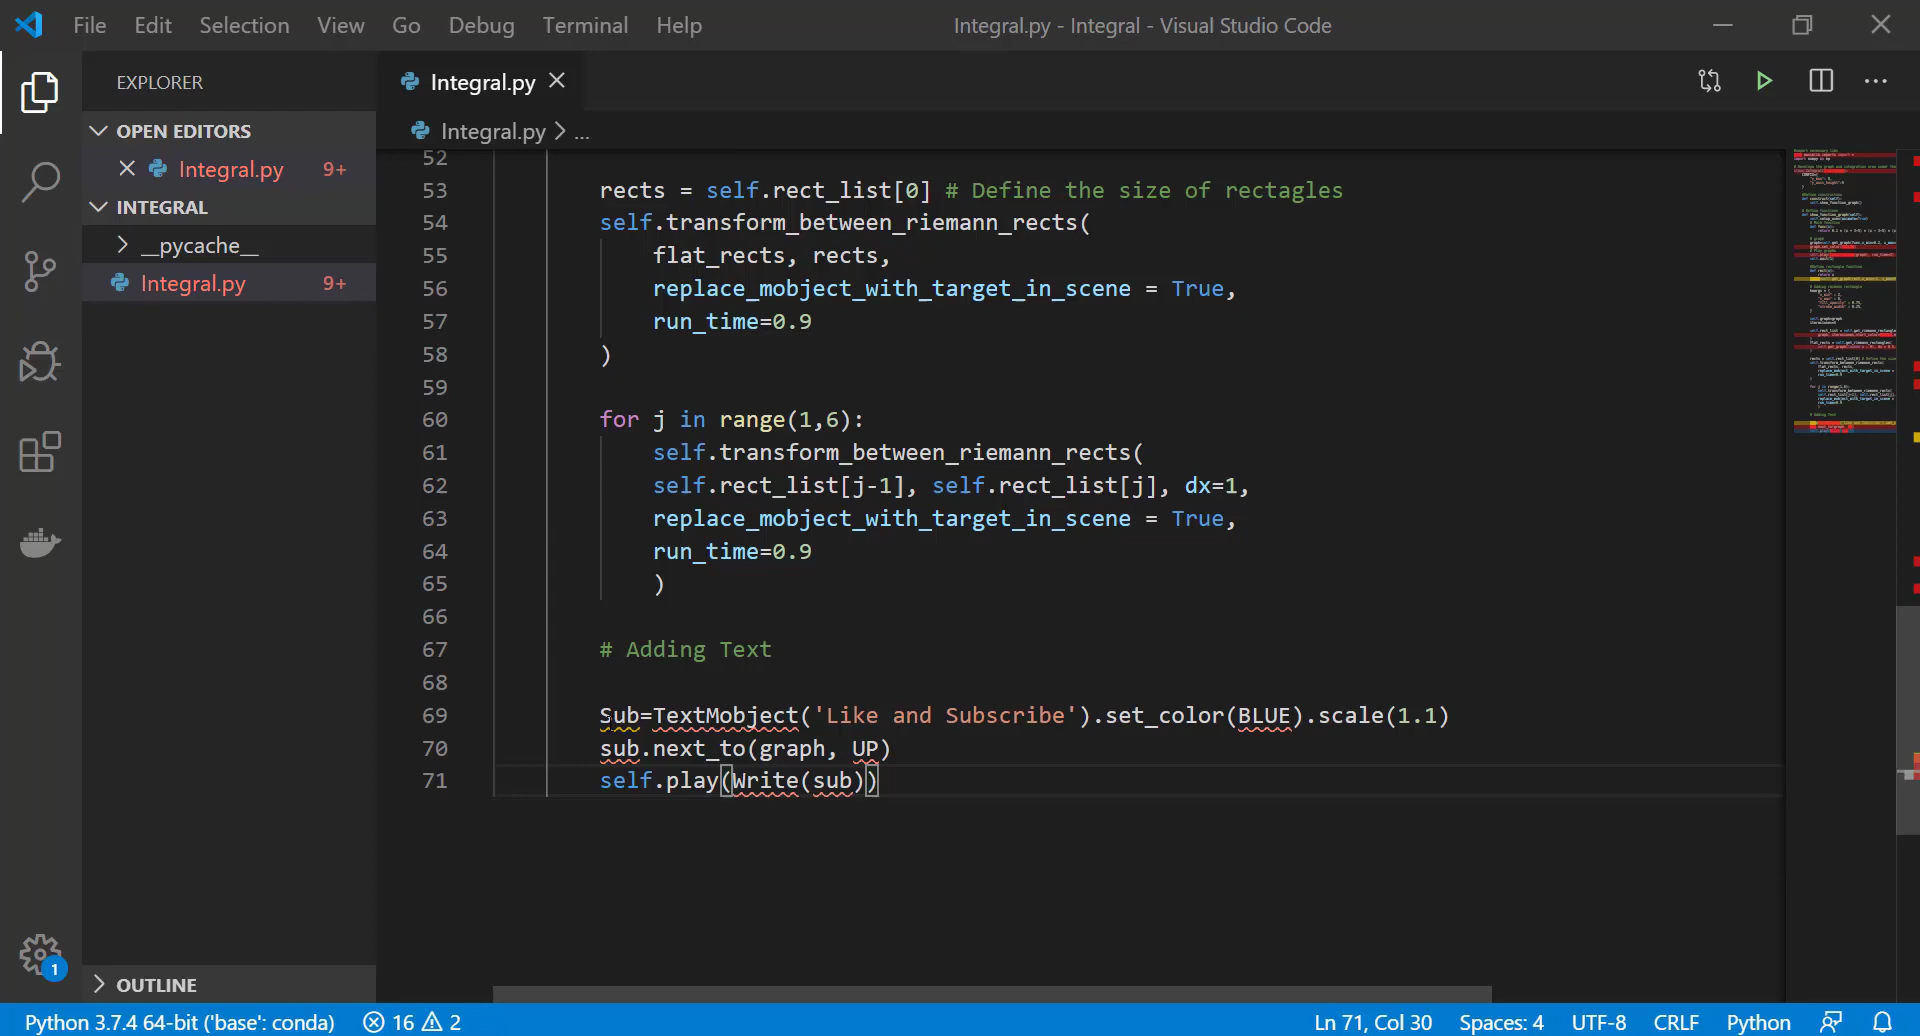 File Edit Selection View Go Debug Terminal Help
Integral.py - Integral - Visual Studio Code
EXPLORER
OPEN EDITORS
Integral.py 9+
INTEGRAL
__pycache__
Integral.py 9+
OUTLINE
Integral.py
Integral.py > ...
52
53 rects = self.rect_list[0] # Define the size of rectagles
54 self.transform_between_riemann_rects(
55 flat_rects, rects,
56 replace_mobject_with_target_in_scene = True,
57 run_time=0.9
58 )
59
60 for j in range(1,6):
61 self.transform_between_riemann_rects(
62 self.rect_list[j-1], self.rect_list[j], dx=1,
63 replace_mobject_with_target_in_scene = True,
64 run_time=0.9
65 )
66
67 # Adding Text
68
69 Sub=TextMobject('Like and Subscribe').set_color(BLUE).scale(1.1)
70 sub.next_to(graph, UP)
71 self.play(Write(sub))
1
Python 3.7.4 64-bit ('base': conda) 16 2
Ln 71, Col 30 Spaces: 4 UTF-8 CRLF Python